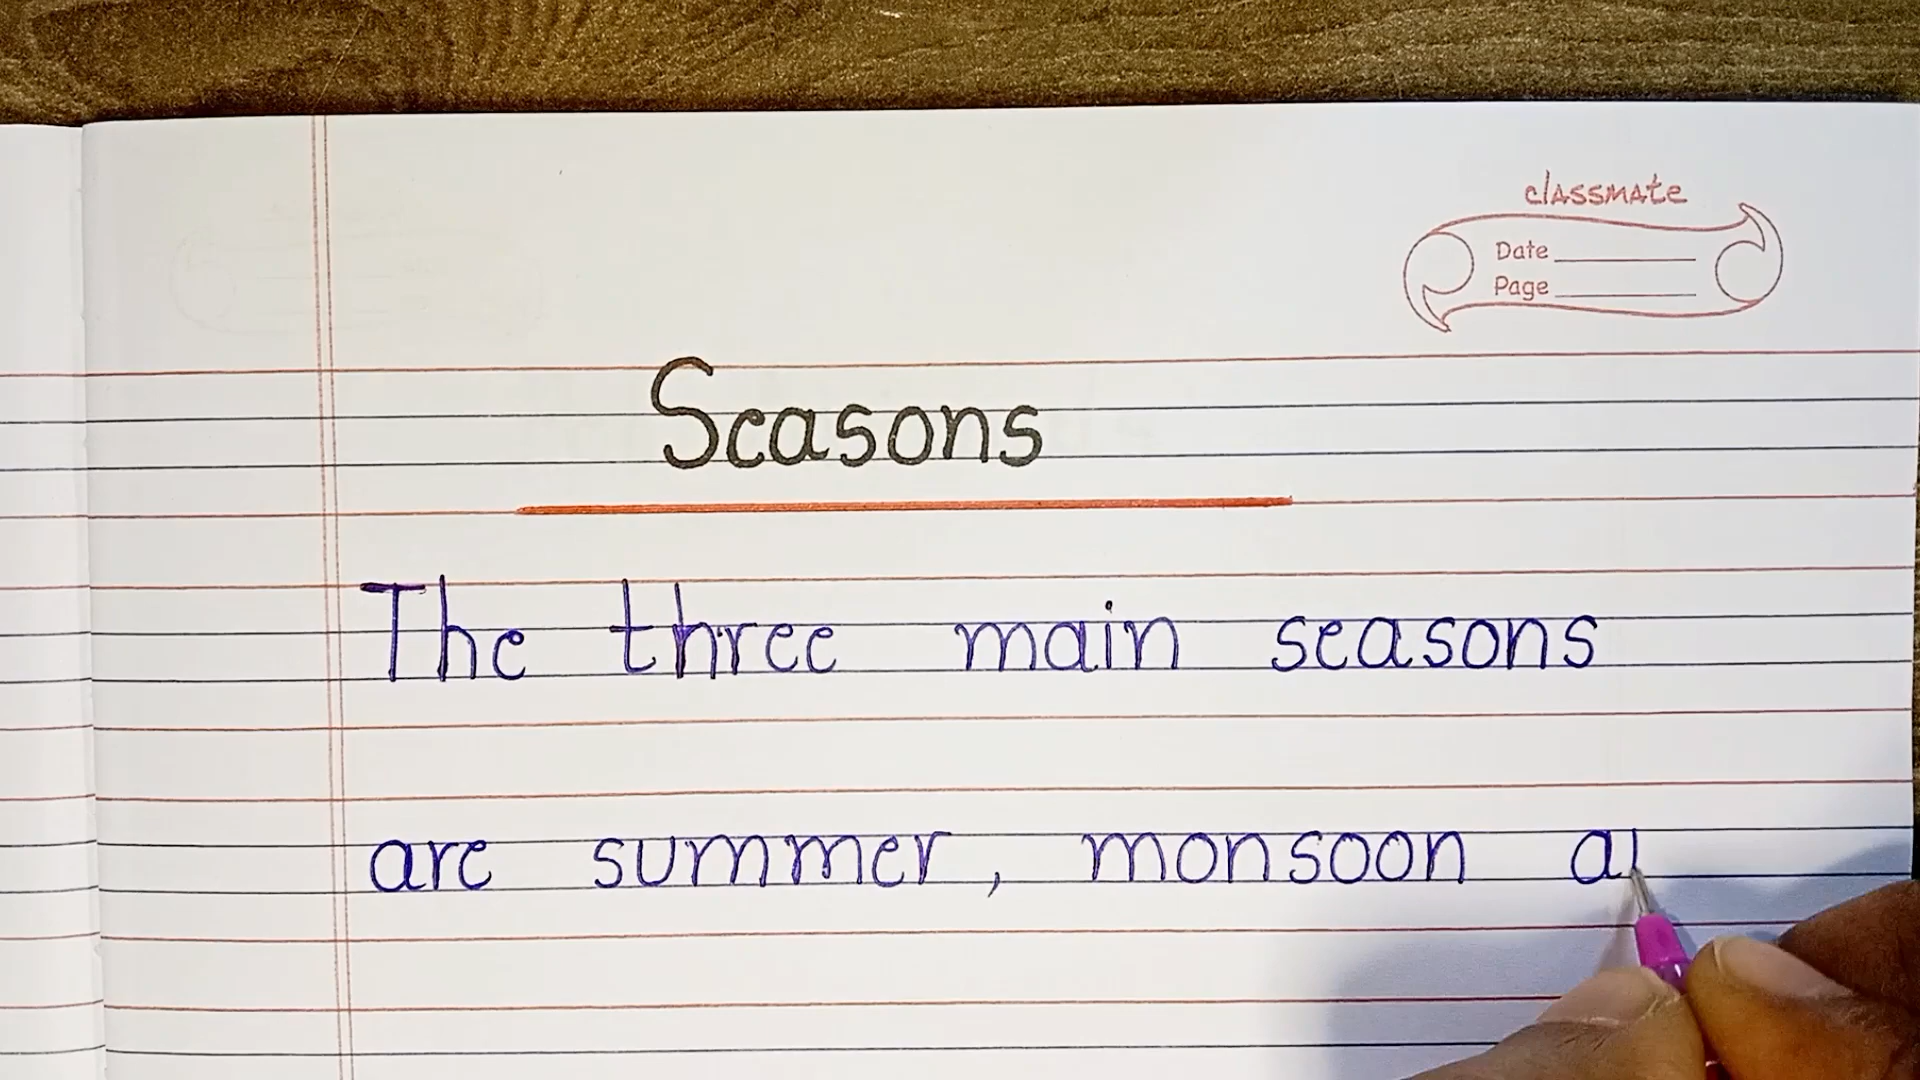 classmate
Date
Page
Seasons
The three main seasons
are summer, monsoon a